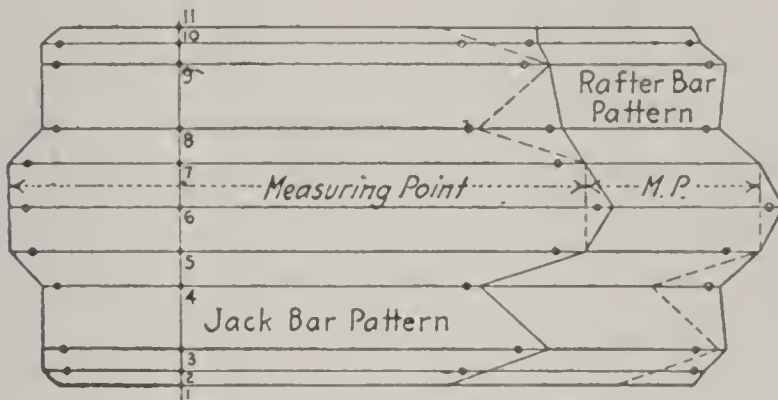 11
10
9
Rafter Bar
Pattern
8
7
Measuring Point
M. P.
6
5
4
Jack Bar Pattern
3
2
1